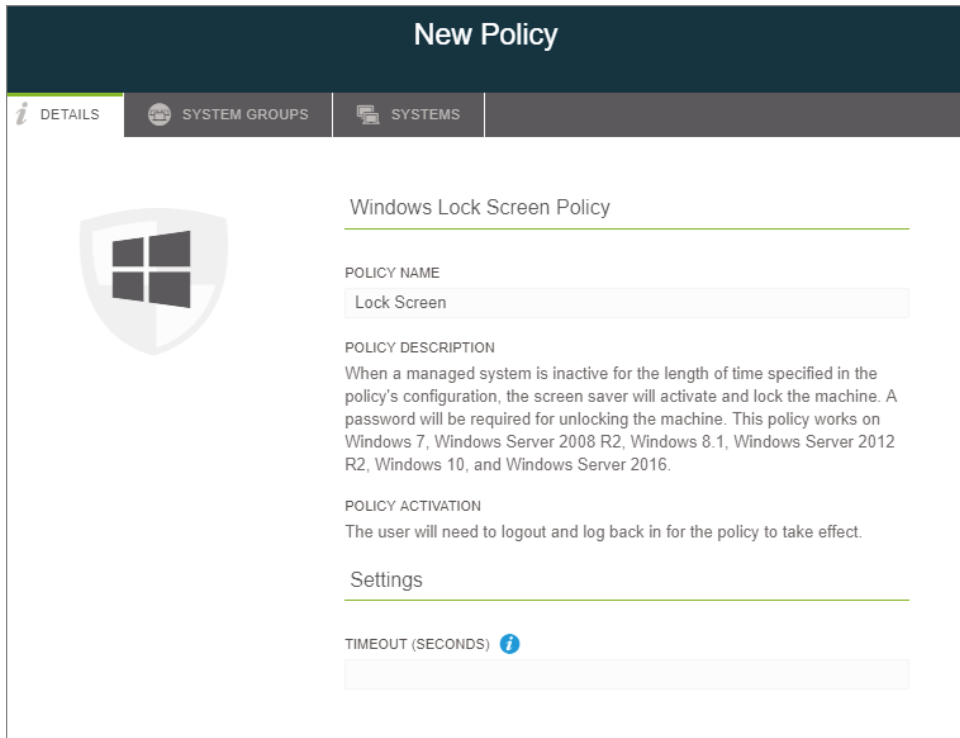 New Policy
i DETAILS
SYSTEM GROUPS
SYSTEMS
Windows Lock Screen Policy
POLICY NAME
Lock Screen
POLICY DESCRIPTION
When a managed system is inactive for the length of time specified in the
policy's configuration, the screen saver will activate and lock the machine. A
password will be required for unlocking the machine. This policy works on
Windows 7, Windows Server 2008 R2, Windows 8.1, Windows Server 2012
R2, Windows 10, and Windows Server 2016.
POLICY ACTIVATION
The user will need to logout and log back in for the policy to take effect.
Settings
TIMEOUT (SECONDS) i